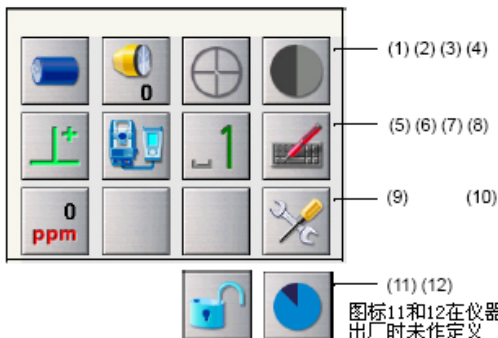 (1) (2) (3) (4)
0
(5) (6) (7) (8)
1
0
ppm
(9) (10)
(11) (12)
图标11和12在仪器
出厂时未作定义